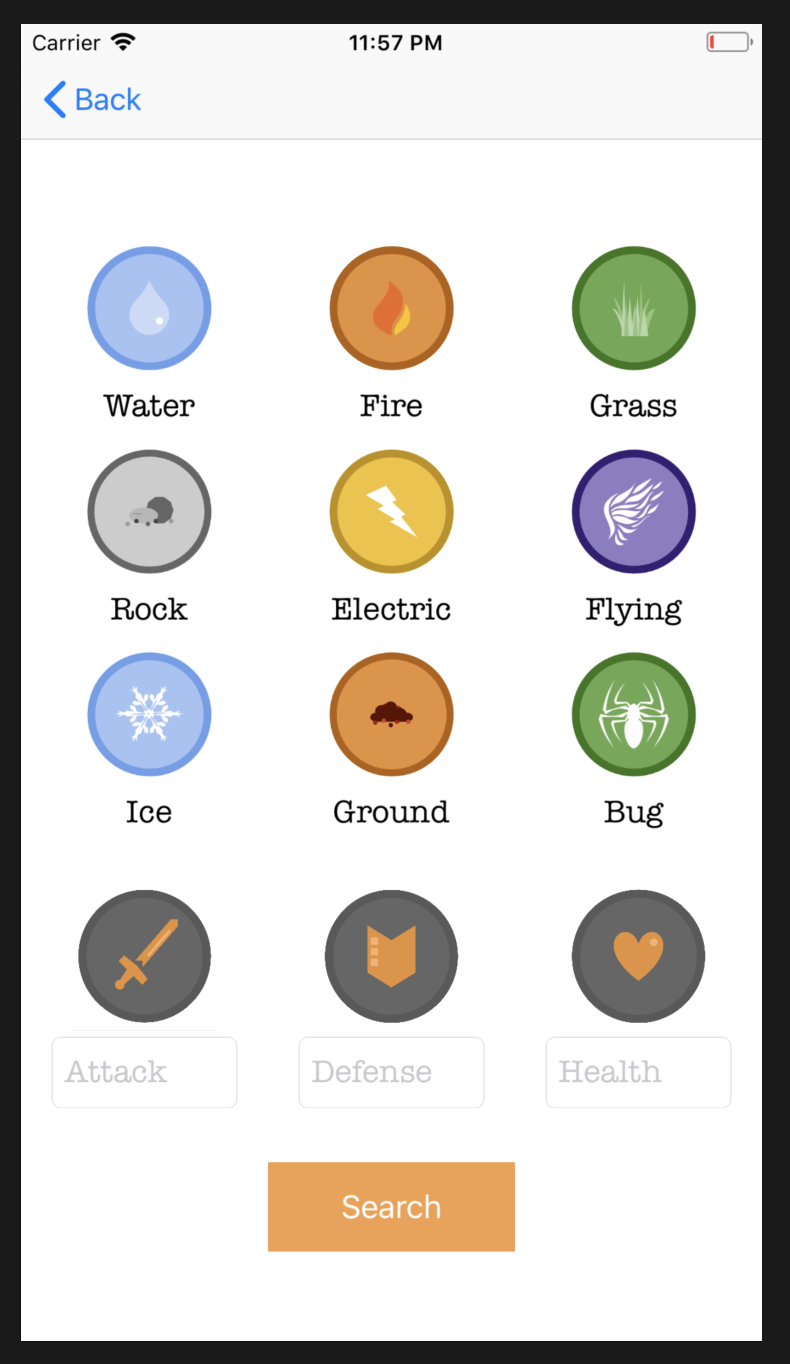 Carrier 11:57 PM
Back
Water Fire Grass
Rock Electric Flying
Ice Ground Bug
Attack Defense Health
Search